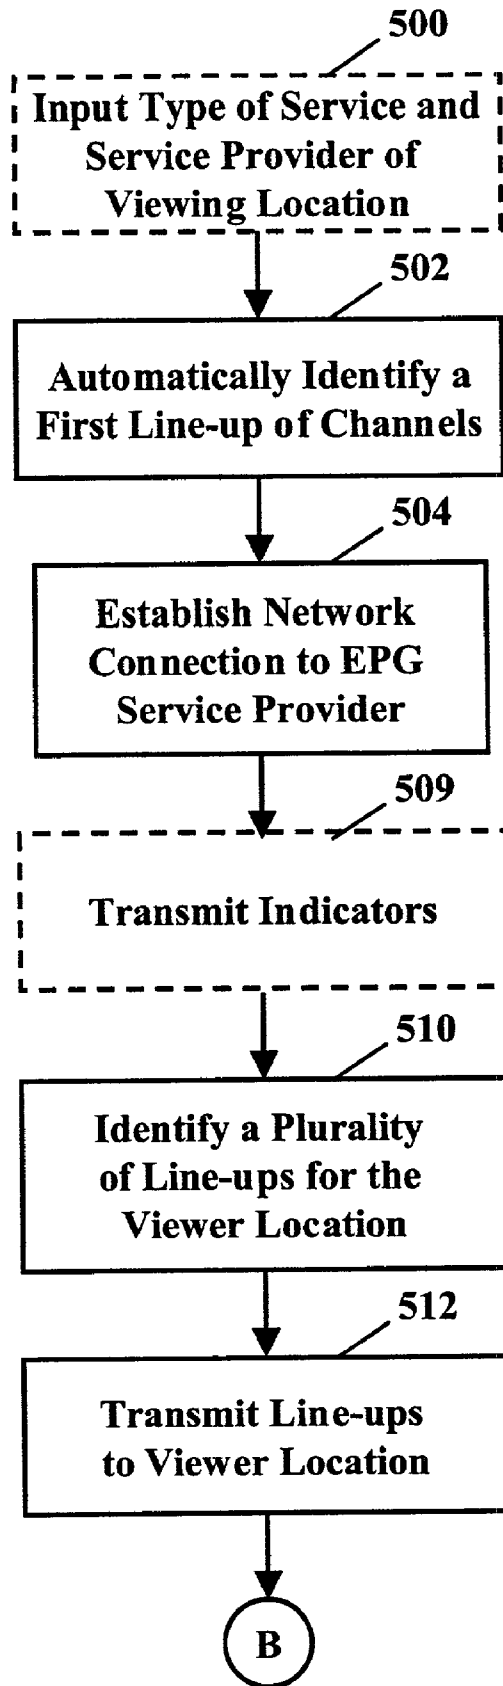 500
Input Type of Service and
Service Provider of
Viewing Location
502
Automatically Identify a
First Line-up of Channels
504
Establish Network
Connection to EPG
Service Provider
509
Transmit Indicators
510
Identify a Plurality
of Line-ups for the
Viewer Location
512
Transmit Line-ups
to Viewer Location
B